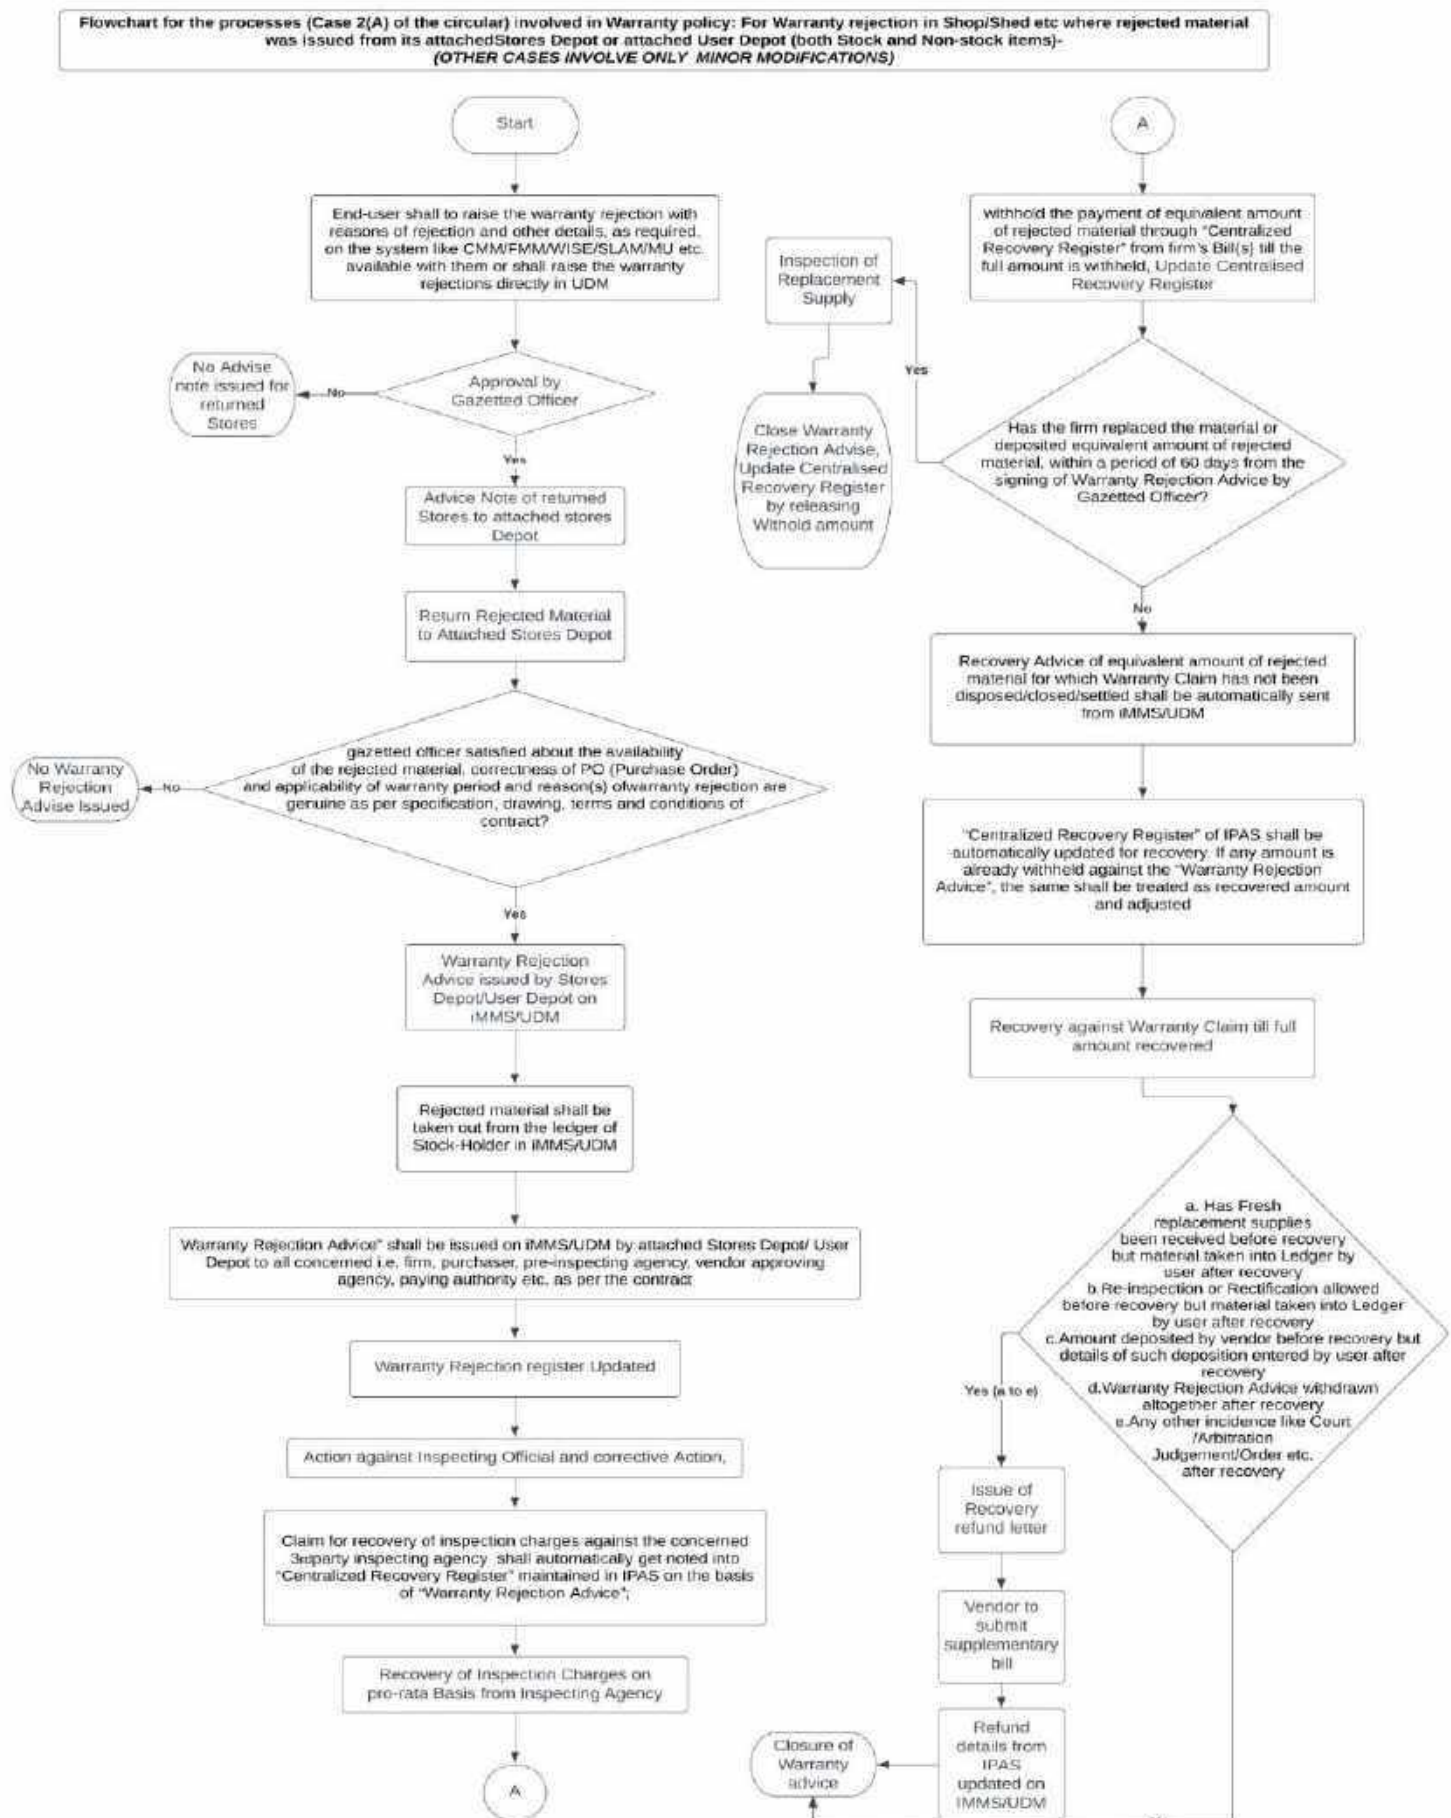 Flowchart for the processes (Case 2(A) of the circular) involved in Warranty policy: For Warranty rejection in Shop/Shed etc where rejected material
was issued from its attachedStores Depot or attached User Depot (both Stock and Non-stock items)-
(OTHER CASES INVOLVE ONLY MINOR MODIFICATIONS)
Start
End-user shall to raise the warranty rejection with
reasons of rejection and other details, as required,
on the system like CMM/FMM/WISE/SLAM/MU etc.
available with them or shall raise the warranty
rejections directly in UDM
Approval by
Gazetted Officer
No
No Advise
note issued for
returned
Stores
Yes
Advice Note of returned
Stores to attached stores
Depot
Return Rejected Material
to Attached Stores Depot
gazetted officer satisfied about the availability
of the rejected material, correctness of PO (Purchase Order)
and applicability of warranty period and reason(s) ofwarranty rejection are
genuine as per specification, drawing, terms and conditions of
contract?
No
No Warranty
Rejection
Advise Issued
Yes
Warranty Rejection
Advice issued by Stores
Depot/User Depot on
iMMS/UDM
Rejected material shall be
taken out from the ledger of
Stock-Holder in iMMS/UDM
Warranty Rejection Advice" shall be issued on iMMS/UDM by attached Stores Depot/ User
Depot to all concerned i.e. firm, purchaser, pre-inspecting agency, vendor approving
agency, paying authority etc. as per the contract
Warranty Rejection register Updated
Action against Inspecting Official and corrective Action,
Claim for recovery of inspection charges against the concerned
3rdparty inspecting agency shall automatically get noted into
"Centralized Recovery Register" maintained in IPAS on the basis
of "Warranty Rejection Advice";
Recovery of Inspection Charges on
pro-rata Basis from Inspecting Agency
A
A
withhold the payment of equivalent amount
of rejected material through "Centralized
Recovery Register" from firm's Bill(s) till the
full amount is withheld, Update Centralised
Recovery Register
Inspection of
Replacement
Supply
Yes
Close Warranty
Rejection Advise,
Update Centralised
Recovery Register
by releasing
Withold amount
Has the firm replaced the material or
deposited equivalent amount of rejected
material, within a period of 60 days from the
signing of Warranty Rejection Advice by
Gazetted Officer?
No
Recovery Advice of equivalent amount of rejected
material for which Warranty Claim has not been
disposed/closed/settled shall be automatically sent
from iMMS/UDM
"Centralized Recovery Register" of IPAS shall be
automatically updated for recovery. If any amount is
already withheld against the "Warranty Rejection
Advice", the same shall be treated as recovered amount
and adjusted
Recovery against Warranty Claim till full
amount recovered
a. Has Fresh
replacement supplies
been received before recovery
but material taken into Ledger by
user after recovery
b.Re-inspection or Rectification allowed
before recovery but material taken into Ledger
by user after recovery
c.Amount deposited by vendor before recovery but
details of such deposition entered by user after
recovery
d.Warranty Rejection Advice withdrawn
altogether after recovery
e.Any other incidence like Court
/Arbitration
Judgement/Order etc.
after recovery
Yes (a to e)
Issue of
Recovery
refund letter
Vendor to
submit
supplementary
bill
Refund
details from
IPAS
updated on
IMMS/UDM
Closure of
Warranty
advice